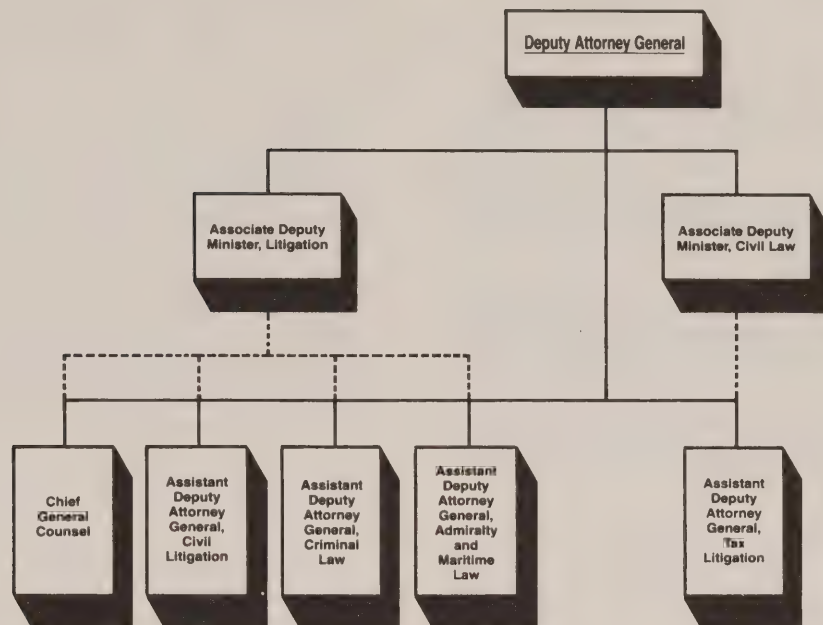 Deputy Attorney General
Associate Deputy
Minister, Litigation
Associate Deputy
Minister, Civil Law
Chief
General
Counsel
Assistant
Deputy
Attorney
General,
Civil
Litigation
Assistant
Deputy
Attorney
General,
Criminal
Law
Assistant
Deputy
Attorney
General,
Admiralty
and
Maritime
Law
Assistant
Deputy
Attorney
General,
Tax
Litigation